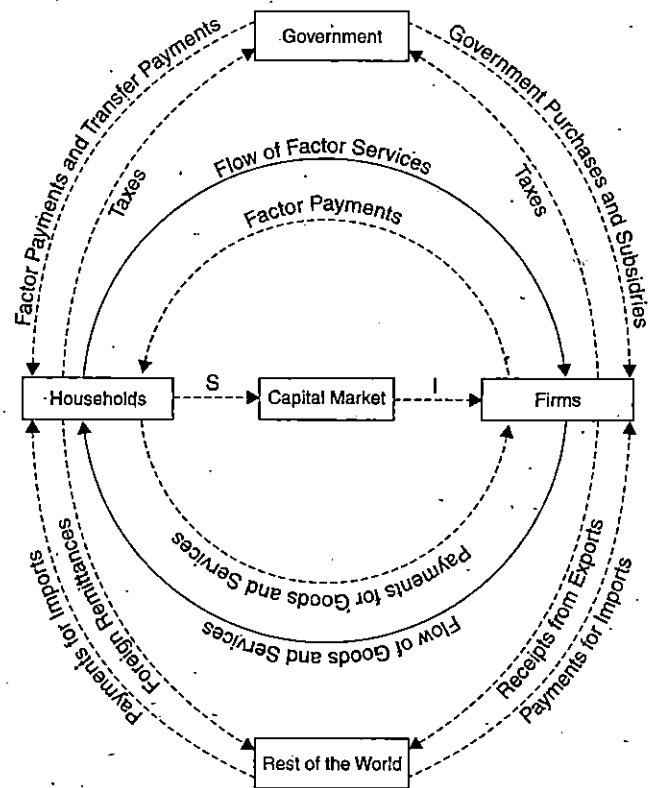 Government
Factor Payments and Transfer Payments
Taxes
Flow of Factor Services
Factor Payments
Taxes
Government Purchases and Subsidries
Households
S
Capital Market
I
Firms
Payments for Imports
Foreign Remittances
Payments for Goods and Services
Flow of Goods and Services
Receipts from Exports
Payments for Imports
Rest of the World